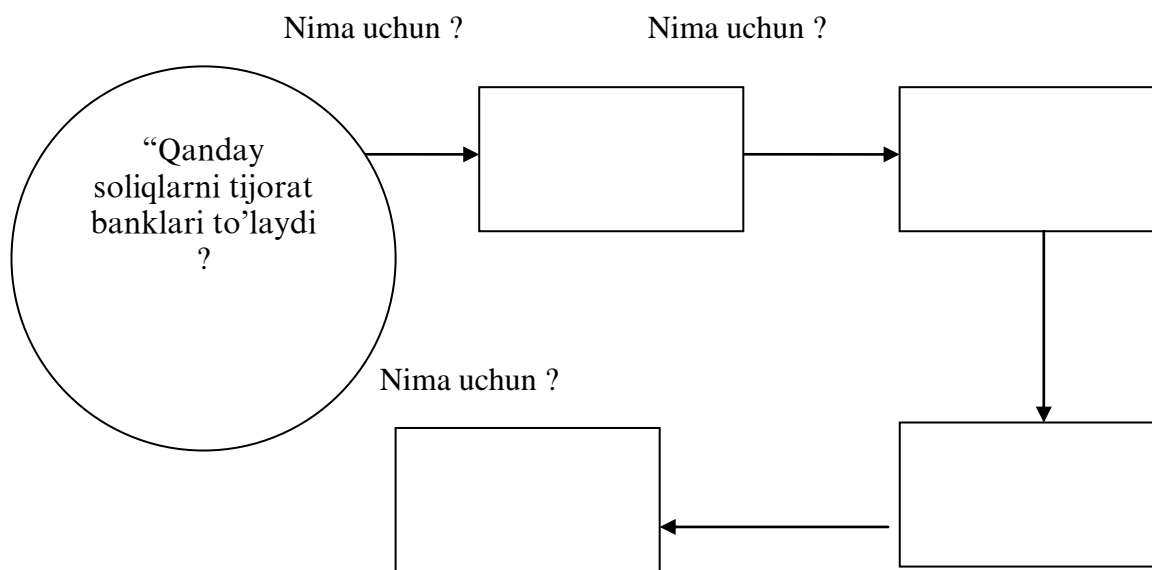 Nima uchun ?
Nima uchun ?
“Qanday
soliqlarni tijorat
banklari to’laydi
?
Nima uchun ?